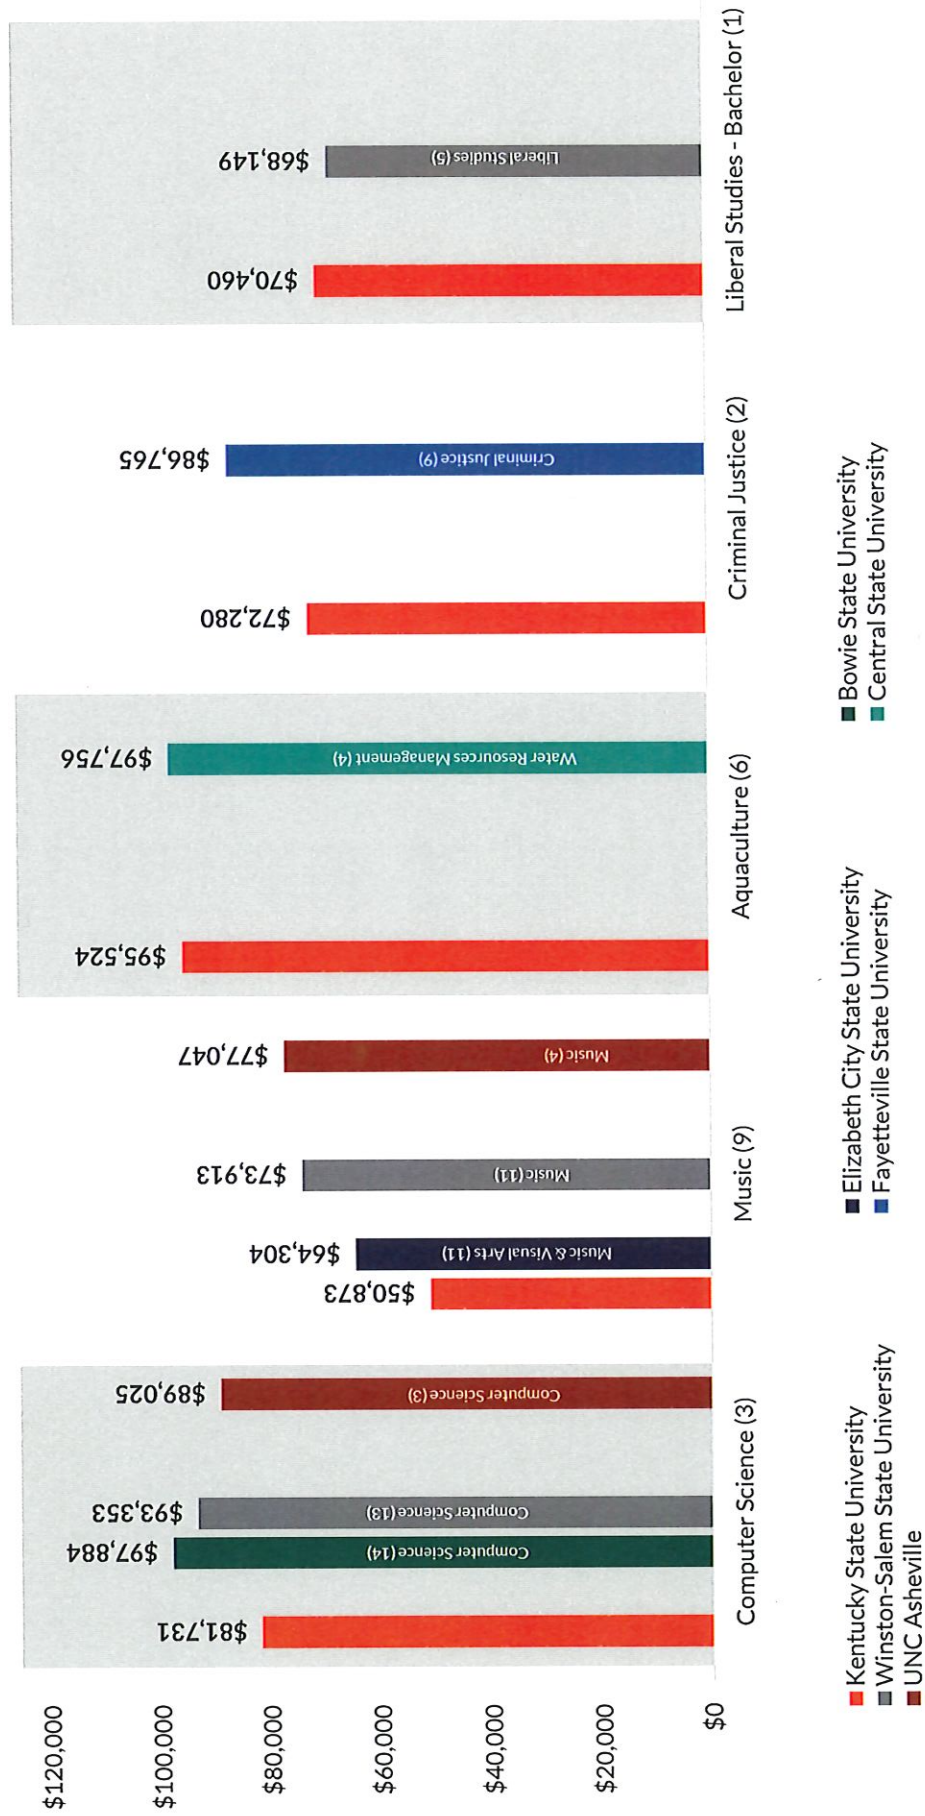 $120,000
$100,000
$80,000
$60,000
$40,000
$20,000
$0
$81,731
$97,884
Computer Science (14)
$93,353
Computer Science (13)
$89,025
Computer Science (3)
Computer Science (3)
$50,873
$64,304
Music & Visual Arts (11)
$73,913
Music (11)
$77,047
Music (4)
Music (9)
$95,524
$97,756
Water Resources Management (4)
Aquaculture (6)
$72,280
$86,765
Criminal Justice (9)
Criminal Justice (2)
$70,460
$68,149
Liberal Studies (5)
Liberal Studies - Bachelor (1)
Kentucky State University
Winston-Salem State University
UNC Asheville
Elizabeth City State University
Fayetteville State University
Bowie State University
Central State University